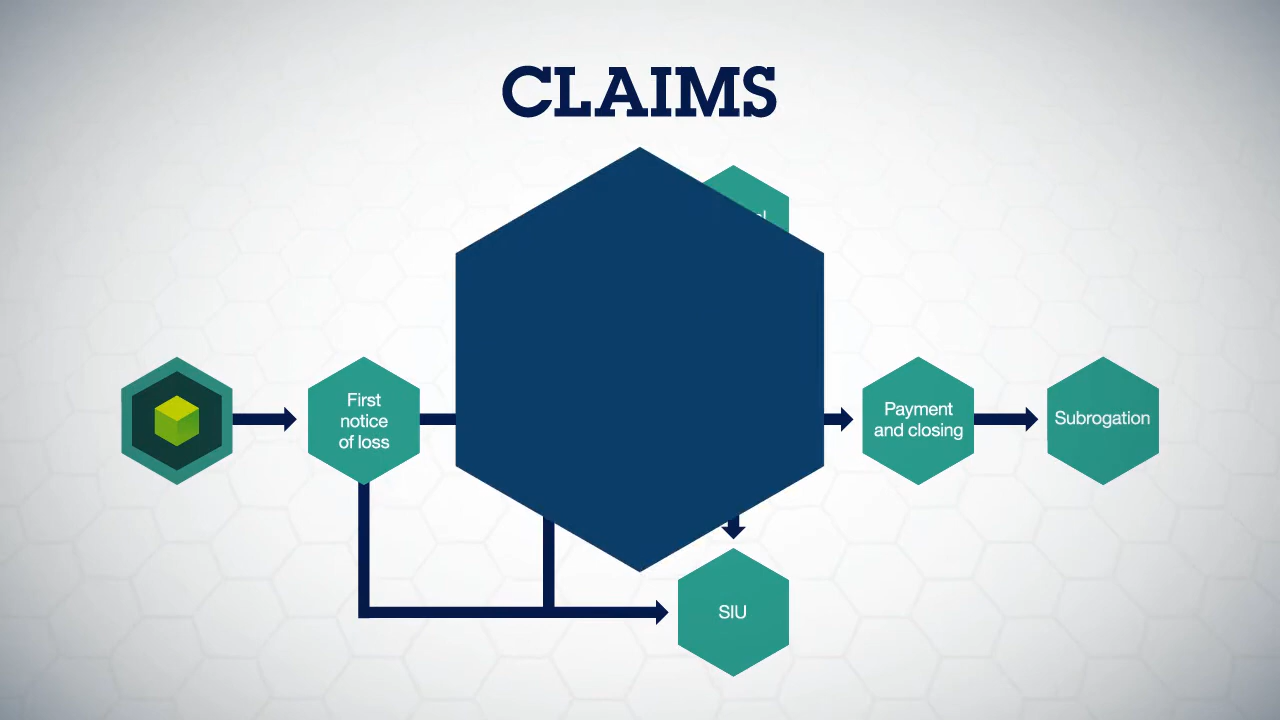 CLAIMS
First
notice
of loss
Payment
and closing
Subrogation
SIU